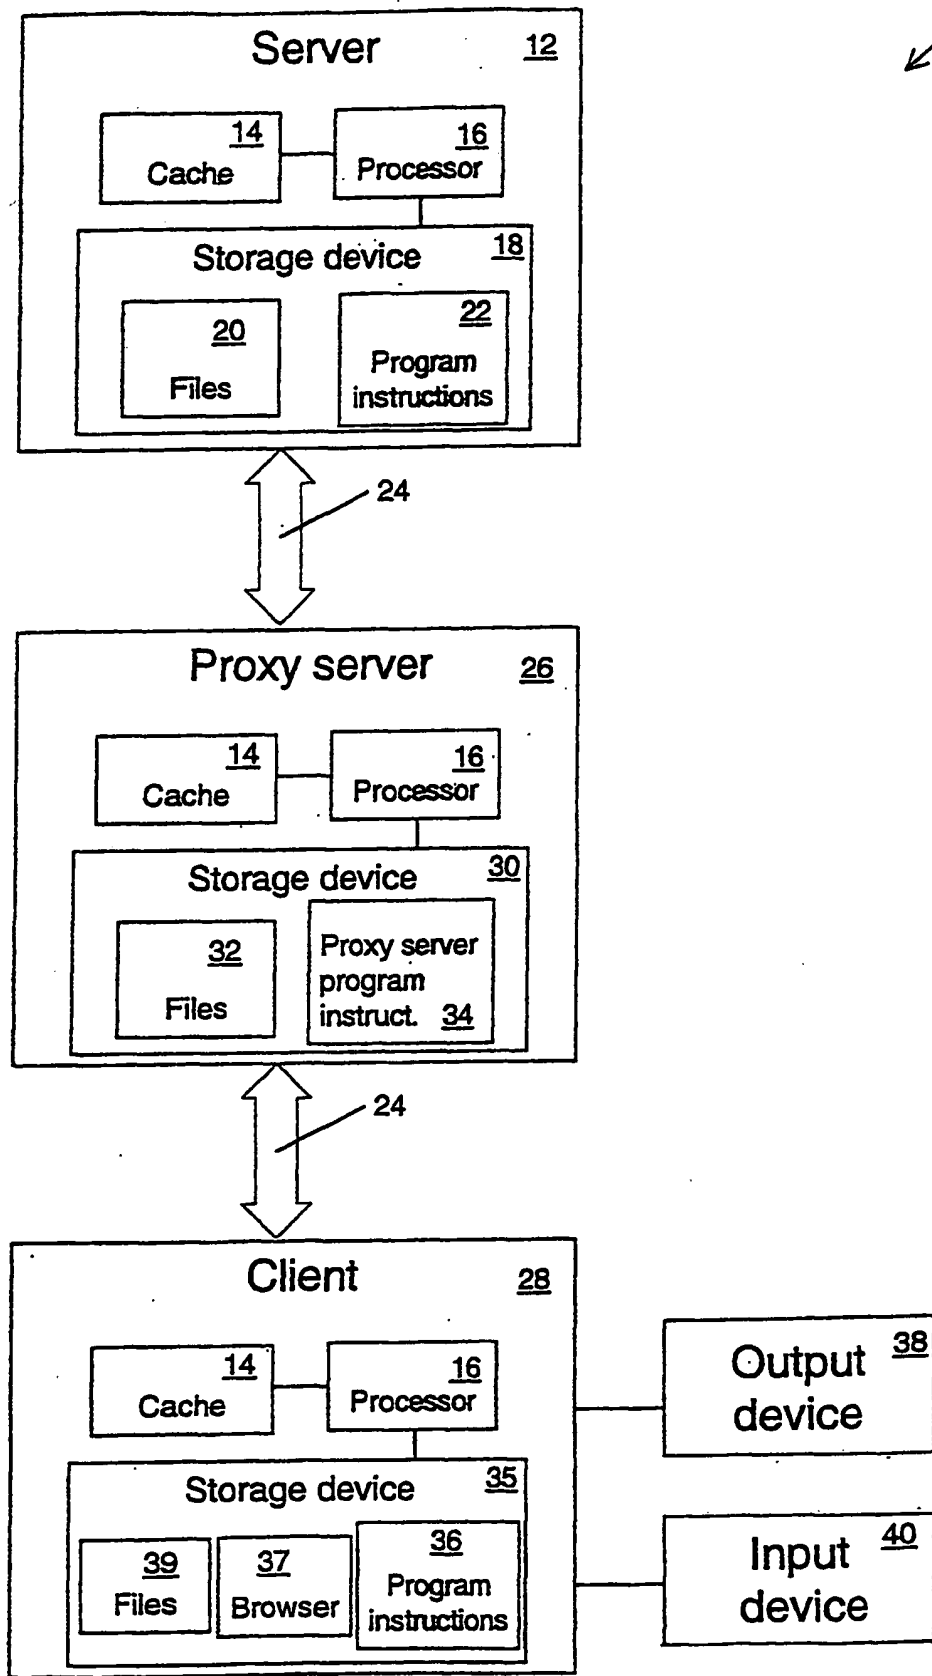 Server 12
14
Cache
16
Processor
Storage device 18
20
Files
22
Program
instructions
24
Proxy server 26
14
Cache
16
Processor
Storage device 30
32
Files
Proxy server
program
instruct. 34
24
Client 28
14
Cache
16
Processor
Storage device 35
39
Files
37
Browser
36
Program
instructions
Output 38
device
Input 40
device